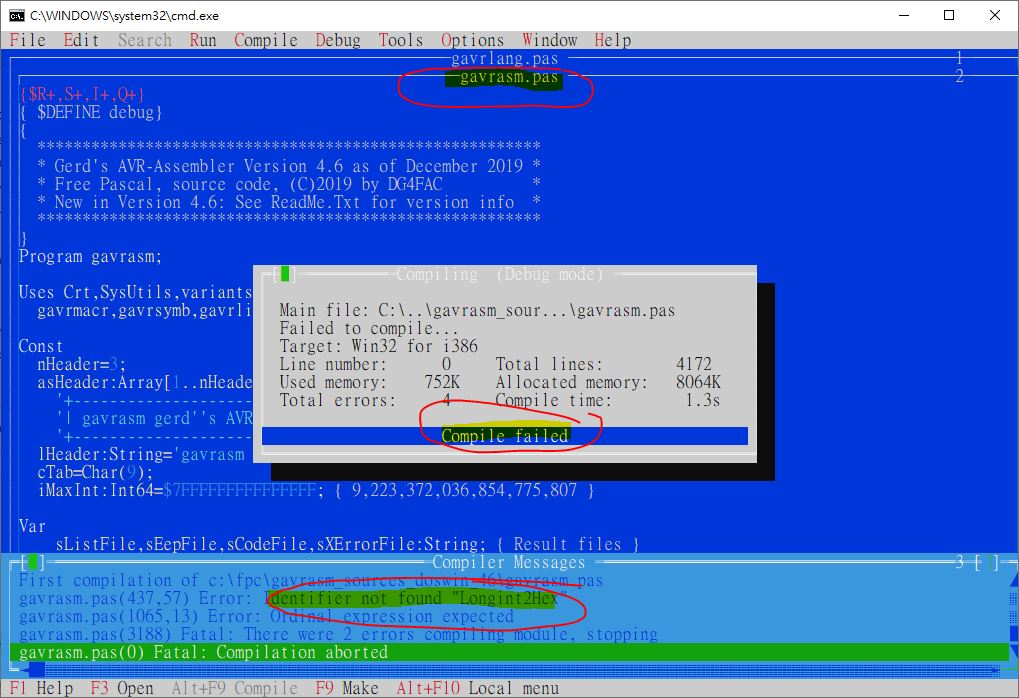 C:\WINDOWS\system32\cmd.exe
File Edit Search Run Compile Debug Tools Options Window Help
gavrlang.pas 1
gavrasm.pas 2
{$R+,S+,I+,Q+}
{ $DEFINE debug}
{
******************************************************
* Gerd's AVR-Assembler Version 4.6 as of December 2019 *
* Free Pascal, source code, (C)2019 by DG4FAC *
* New in Version 4.6: See ReadMe.Txt for version info *
******************************************************
}
Program gavrasm;
Compiling (Debug mode)
Uses Crt,SysUtils,variants
gavrmacr,gavrsymb,gavrli
Main file: C:\..\gavrasm_sour...\gavrasm.pas
Failed to compile...
Target: Win32 for i386
Line number: 0 Total lines: 4172
Used memory: 752K Allocated memory: 8064K
Total errors: 4 Compile time: 1.3s
Compile failed
Const
nHeader=3;
asHeader:Array[1..nHeade
'+---------------------
'| gavrasm gerd''s AVR
'+---------------------
lHeader:String='gavrasm
cTab=Char(9);
iMaxInt:Int64=$7FFFFFFFFFFFFFFF; { 9,223,372,036,854,775,807 }
Var
sListFile,sEepFile,sCodeFile,sXErrorFile:String; { Result files }
Compiler Messages 3
First compilation of c:\fpc\gavrasm_sources_doswin_46\gavrasm.pas
gavrasm.pas(437,57) Error: Identifier not found "Longint2Hex"
gavrasm.pas(1065,13) Error: Ordinal expression expected
gavrasm.pas(3188) Fatal: There were 2 errors compiling module, stopping
gavrasm.pas(0) Fatal: Compilation aborted
F1 Help F3 Open Alt+F9 Compile F9 Make Alt+F10 Local menu